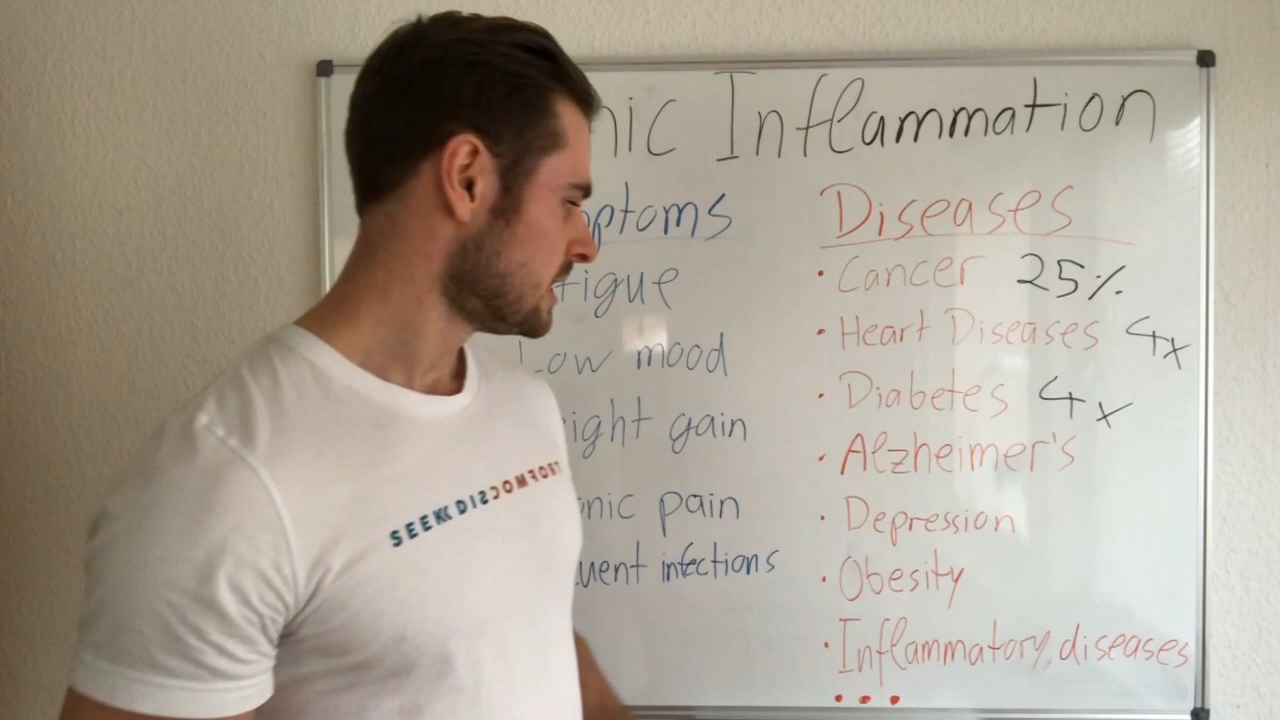 nic Inflammation
ptoms
tigue
Low mood
ight gain
nic pain
uent infections
Diseases
• Cancer 25%
• Heart Diseases 4x
• Diabetes 4x
• Alzheimer's
• Depression
• Obesity
• Inflammatory diseases
• • •
SEEK DISCOMFORT